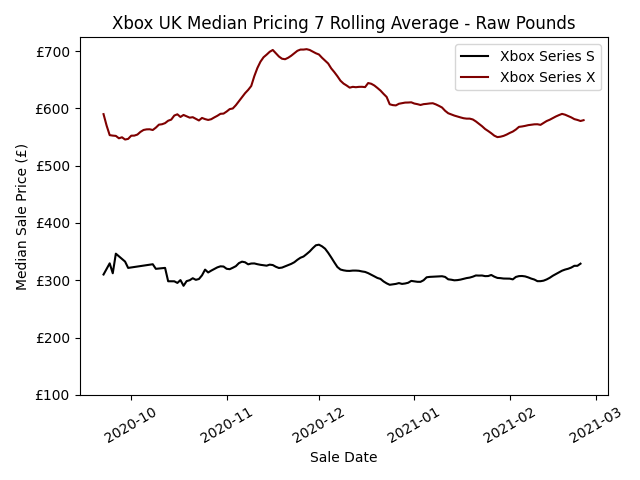 Xbox UK Median Pricing 7 Rolling Average - Raw Pounds
£700
£600
£500
£400
£300
£200
£100
Median Sale Price (£)
Xbox Series S
Xbox Series X
2020-10
2020-11
2020-12
2021-01
2021-02
2021-03
Sale Date